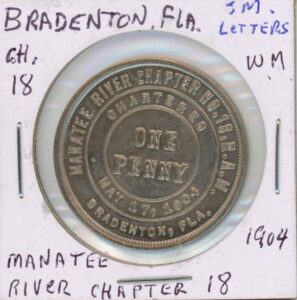 BRADENTON, FLA.
CH.
18
SM.
LETTERS
WM
MANATEE RIVER CHAPTER NO. 18, R.A.M.
CHARTERED
ONE
PENNY
MAY 17, 1904
BRADENTON, FLA.
1904
MANATEE
RIVER CHAPTER 18